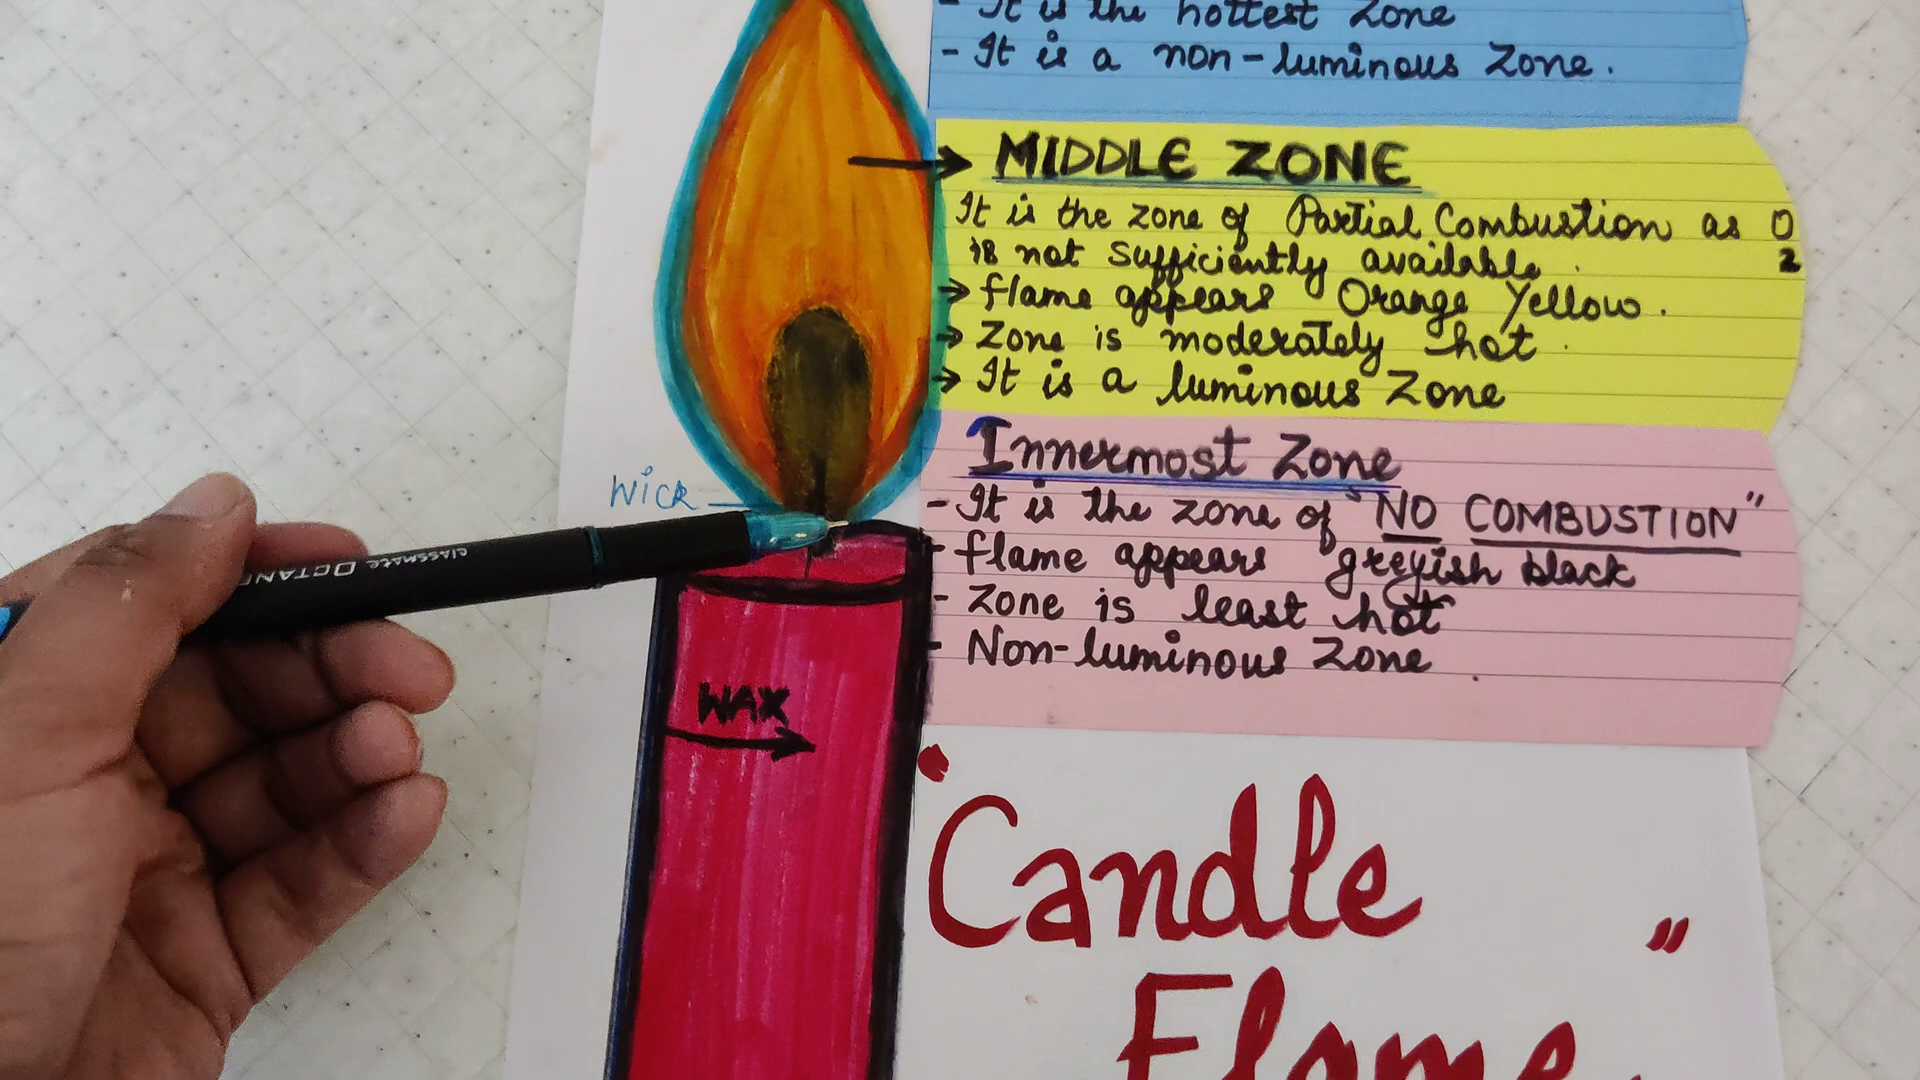 - It is the hottest Zone
- It is a non-luminous Zone.
→ MIDDLE ZONE
It is the zone of Partial Combustion as O2
is not Sufficiently available.
→ flame appears Orange Yellow.
→ Zone is moderately hot.
→ It is a luminous Zone
Innermost Zone
- It is the zone of "NO COMBUSTION"
- flame appears greyish black
- Zone is least hot
- Non-luminous Zone
Wick
classmate OCTANE
WAX
"Candle
Flame"